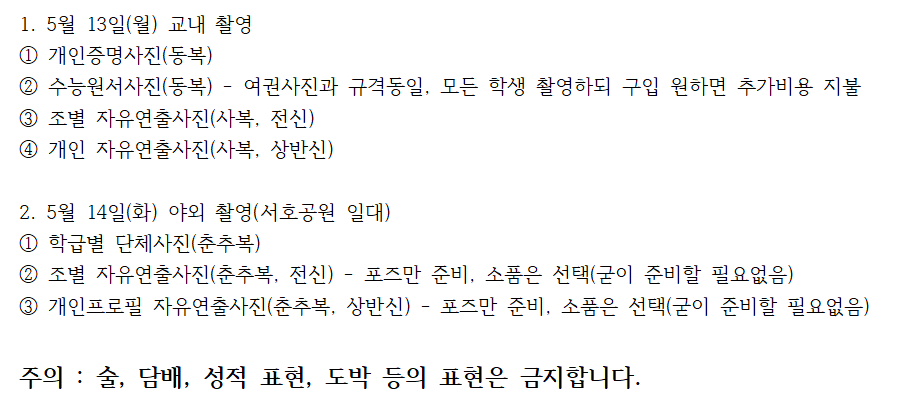 1. 5월 13일(월) 교내 촬영
① 개인증명사진(동복)
② 수능원서사진(동복) - 여권사진과 규격동일, 모든 학생 촬영하되 구입 원하면 추가비용 지불
③ 조별 자유연출사진(사복, 전신)
④ 개인 자유연출사진(사복, 상반신)
2. 5월 14일(화) 야외 촬영(서호공원 일대)
① 학급별 단체사진(춘추복)
② 조별 자유연출사진(춘추복, 전신) - 포즈만 준비, 소품은 선택(굳이 준비할 필요없음)
③ 개인프로필 자유연출사진(춘추복, 상반신) - 포즈만 준비, 소품은 선택(굳이 준비할 필요없음)
주의 : 술, 담배, 성적 표현, 도박 등의 표현은 금지합니다.